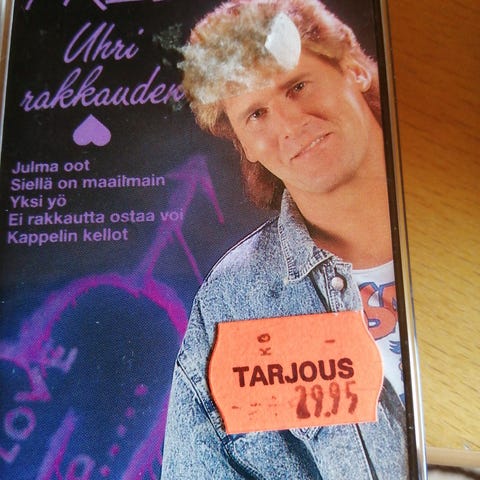 Uhri
rakkauden
Julma oot
Siellä on maailmain
Yksi yö
Ei rakkautta ostaa voi
Kappelin kellot
TARJOUS
29.95
LOVE